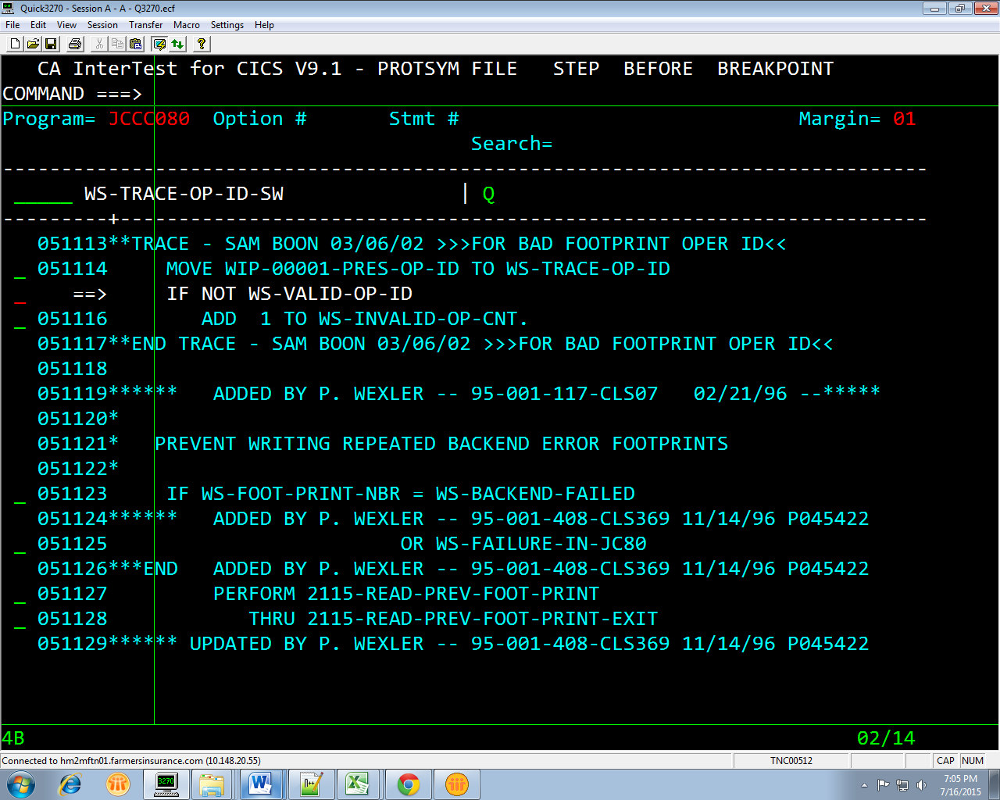 Quick3270 - Session A - A - Q3270.ecf
File Edit View Session Transfer Macro Settings Help
CA InterTest for CICS V9.1 - PROTSYM FILE STEP BEFORE BREAKPOINT
COMMAND ===>
Program= JCCC080 Option # Stmt # Margin= 01
Search=
-------------------------------------------------------------------------------
_____ WS-TRACE-OP-ID-SW | Q
---------+---------------------------------------------------------------------
051113**TRACE - SAM BOON 03/06/02 >>>FOR BAD FOOTPRINT OPER ID<<
_ 051114 MOVE WIP-00001-PRES-OP-ID TO WS-TRACE-OP-ID
_ ==> IF NOT WS-VALID-OP-ID
_ 051116 ADD 1 TO WS-INVALID-OP-CNT.
051117**END TRACE - SAM BOON 03/06/02 >>>FOR BAD FOOTPRINT OPER ID<<
051118
051119****** ADDED BY P. WEXLER -- 95-001-117-CLS07 02/21/96 --*****
051120*
051121* PREVENT WRITING REPEATED BACKEND ERROR FOOTPRINTS
051122*
_ 051123 IF WS-FOOT-PRINT-NBR = WS-BACKEND-FAILED
051124****** ADDED BY P. WEXLER -- 95-001-408-CLS369 11/14/96 P045422
_ 051125 OR WS-FAILURE-IN-JC80
051126***END ADDED BY P. WEXLER -- 95-001-408-CLS369 11/14/96 P045422
_ 051127 PERFORM 2115-READ-PREV-FOOT-PRINT
_ 051128 THRU 2115-READ-PREV-FOOT-PRINT-EXIT
051129****** UPDATED BY P. WEXLER -- 95-001-408-CLS369 11/14/96 P045422
4B 02/14
Connected to hm2mftn01.farmersinsurance.com (10.148.20.55) TNC00512 CAP NUM
3270
7:05 PM
7/16/2015